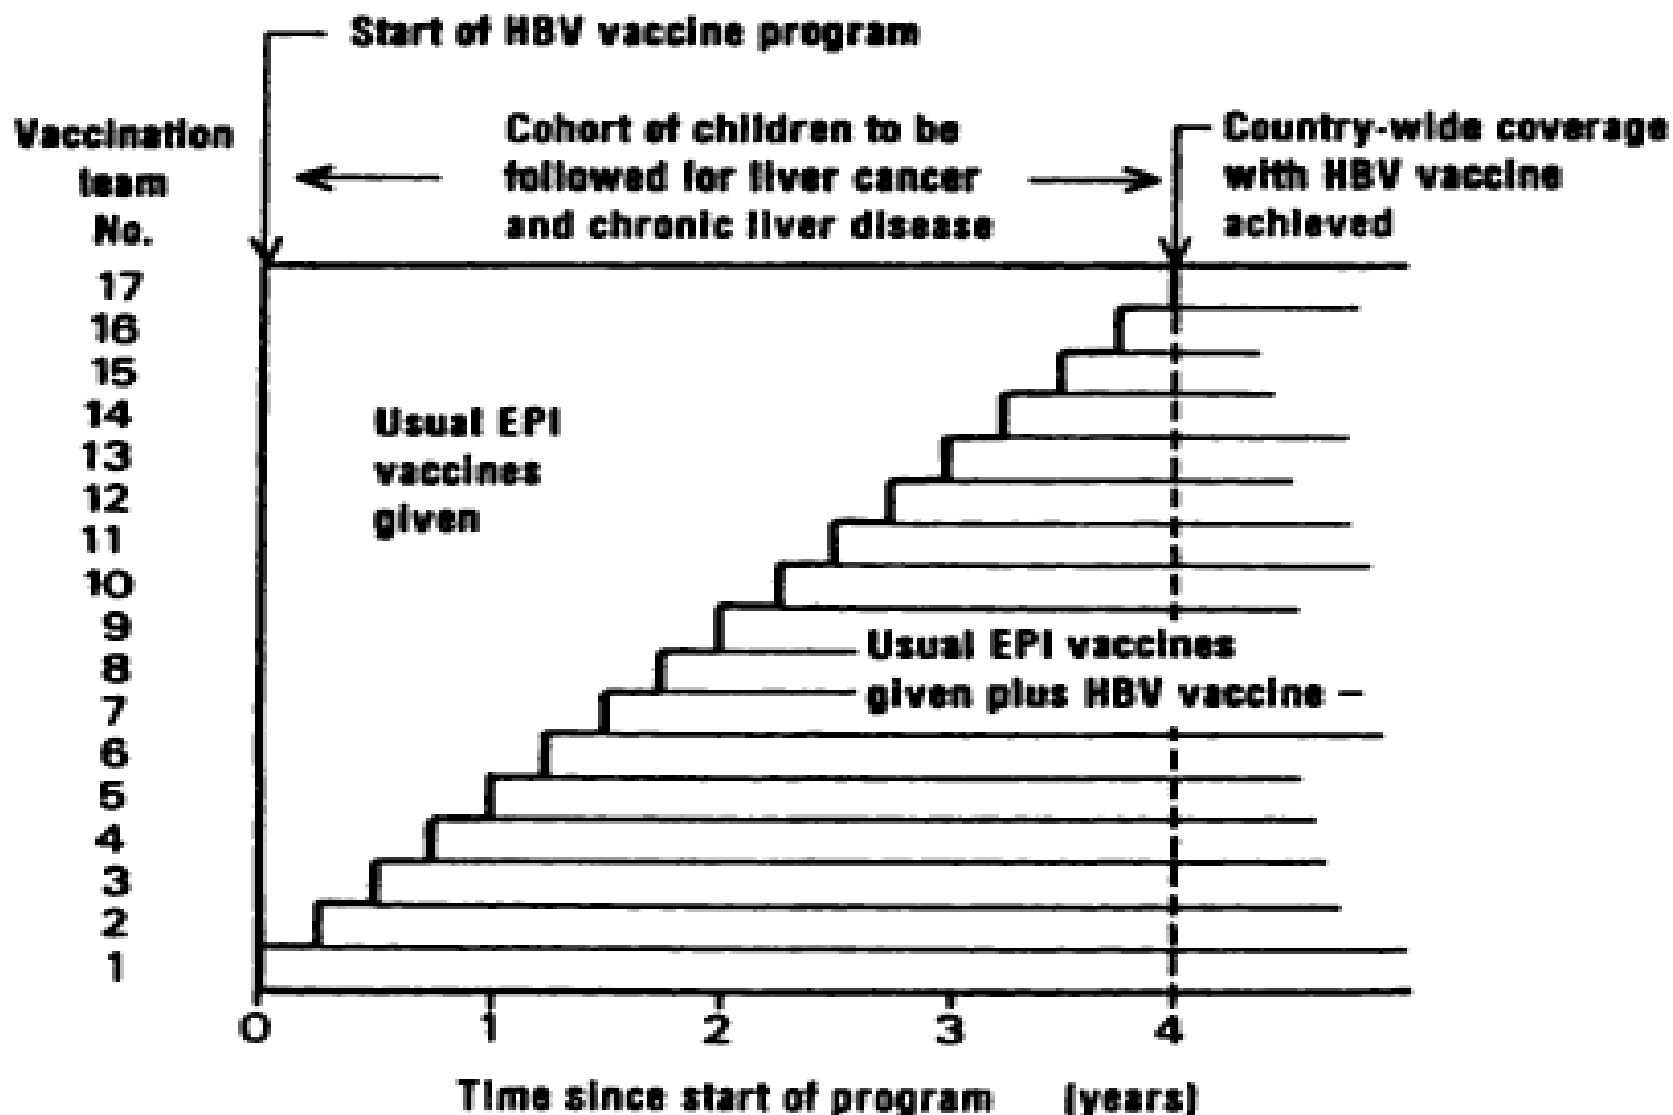 Start of HBV vaccine program
Vaccination
team
No.
Cohort of children to be
followed for liver cancer
and chronic liver disease
Country-wide coverage
with HBV vaccine
achieved
17
16
15
14
13
12
11
10
9
8
7
6
5
4
3
2
1
Usual EPI
vaccines
given
Usual EPI vaccines
given plus HBV vaccine
0 1 2 3 4
Time since start of program (years)